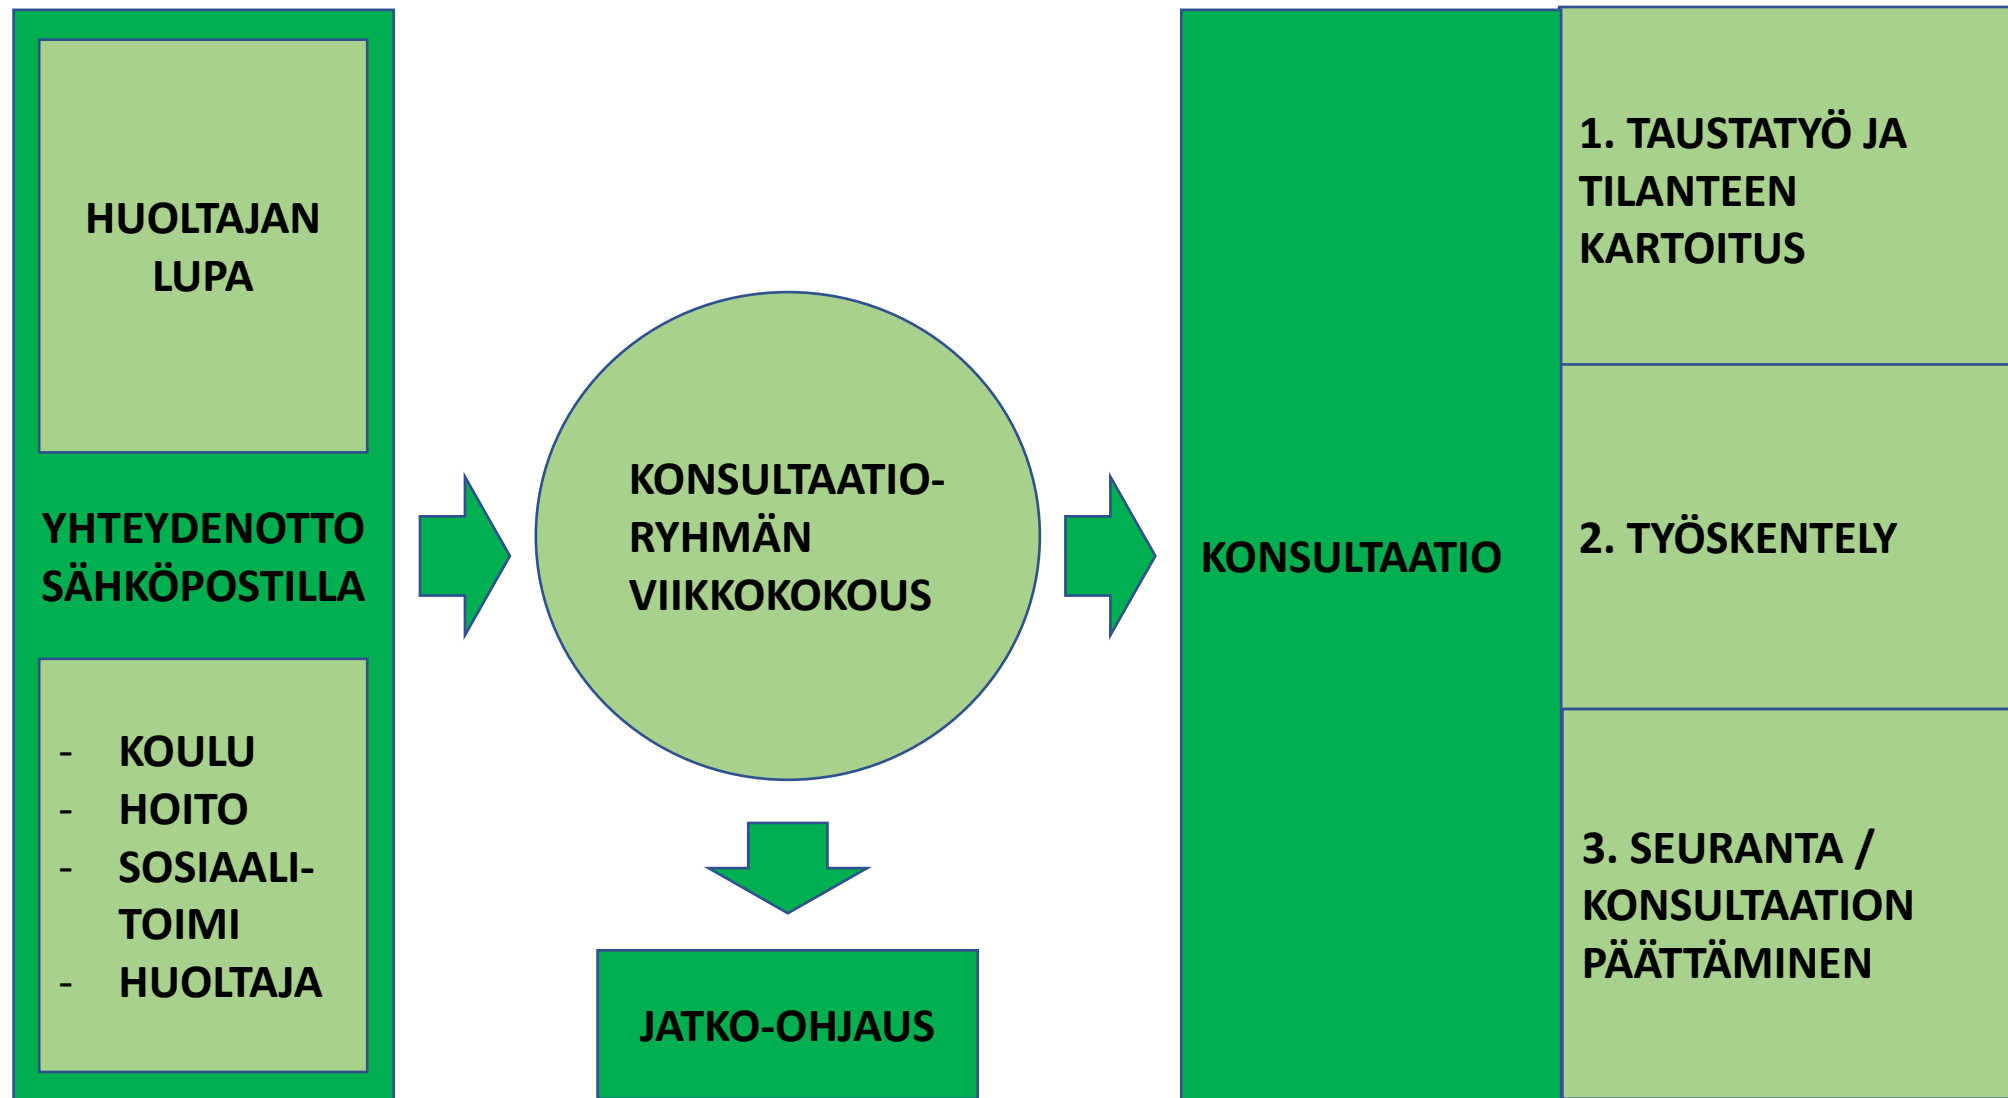 HUOLTAJAN
LUPA
YHTEYDENOTTO
SÄHKÖPOSTILLA
- KOULU
- HOITO
- SOSIAALI-
TOIMI
- HUOLTAJA
KONSULTAATIO-
RYHMÄN
VIIKKOKOKOUS
JATKO-OHJAUS
KONSULTAATIO
1. TAUSTATYÖ JA
TILANTEEN
KARTOITUS
2. TYÖSKENTELY
3. SEURANTA /
KONSULTAATION
PÄÄTTÄMINEN